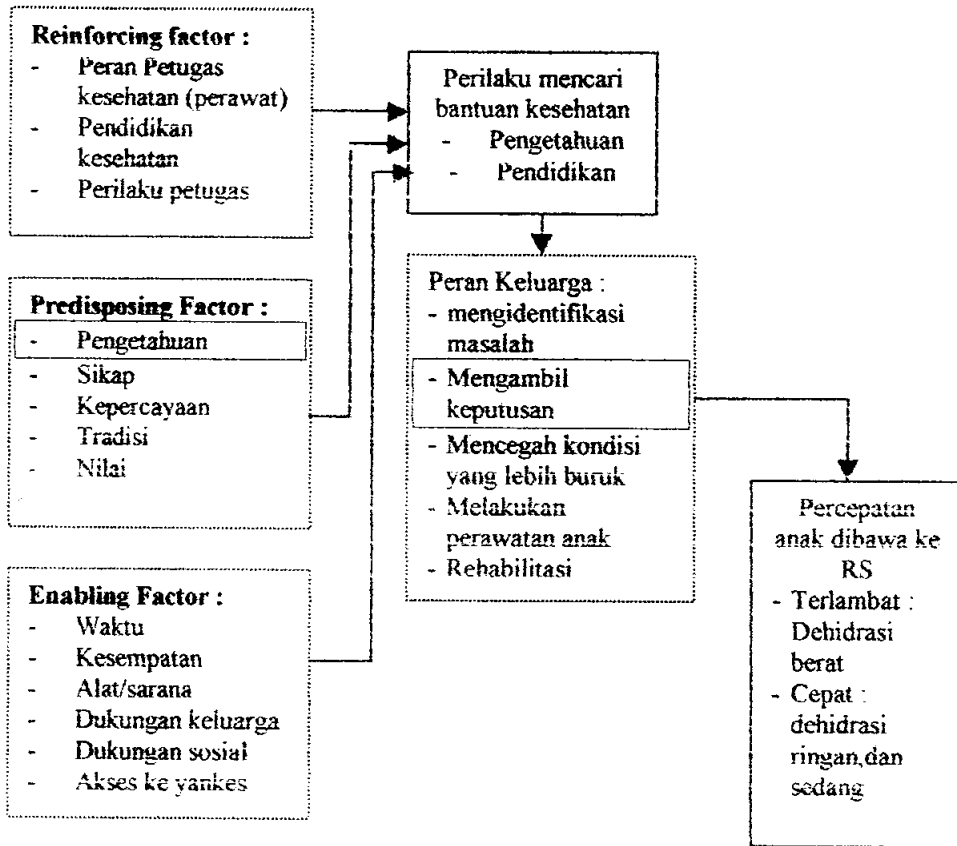 Reinforcing factor :
- Peran Petugas
kesehatan (perawat)
- Pendidikan
kesehatan
- Perilaku petugas
Predisposing Factor :
- Pengetahuan
- Sikap
- Kepercayaan
- Tradisi
- Nilai
Enabling Factor :
- Waktu
- Kesempatan
- Alat/sarana
- Dukungan keluarga
- Dukungan sosial
- Akses ke yankes
Perilaku mencari
bantuan kesehatan
- Pengetahuan
- Pendidikan
Peran Keluarga :
- mengidentifikasi
masalah
- Mengambil
keputusan
- Mencegah kondisi
yang lebih buruk
- Melakukan
perawatan anak
- Rehabilitasi
Percepatan
anak dibawa ke
RS
- Terlambat :
Dehidrasi
berat
- Cepat :
dehidrasi
ringan,dan
sedang